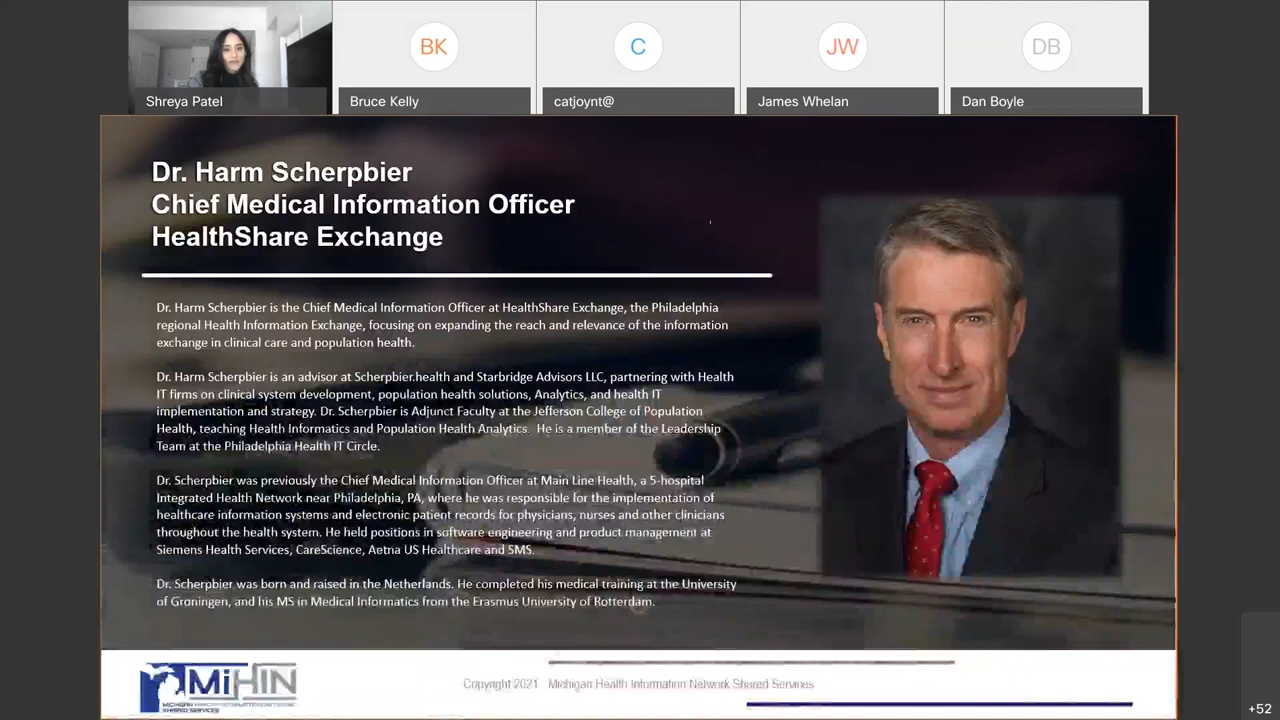 BK
C
JW
DB
Shreya Patel
Bruce Kelly
catjoynt@
James Whelan
Dan Boyle
Dr. Harm Scherpbier
Chief Medical Information Officer
HealthShare Exchange
Dr. Harm Scherpbier is the Chief Medical Information Officer at HealthShare Exchange, the Philadelphia
regional Health Information Exchange, focusing on expanding the reach and relevance of the information
exchange in clinical care and population health.
Dr. Harm Scherpbier is an advisor at Scherpbier.health and Starbridge Advisors LLC, partnering with Health
IT firms on clinical system development, population health solutions, Analytics, and health IT
implementation and strategy. Dr. Scherpbier is Adjunct Faculty at the Jefferson College of Population
Health, teaching Health Informatics and Population Health Analytics. He is a member of the Leadership
Team at the Philadelphia Health IT Circle.
Dr. Scherpbier was previously the Chief Medical Information Officer at Main Line Health, a 5-hospital
Integrated Health Network near Philadelphia, PA, where he was responsible for the implementation of
healthcare information systems and electronic patient records for physicians, nurses and other clinicians
throughout the health system. He held positions in software engineering and product management at
Siemens Health Services, CareScience, Aetna US Healthcare and SMS.
Dr. Scherpbier was born and raised in the Netherlands. He completed his medical training at the University
of Groningen, and his MS in Medical Informatics from the Erasmus University of Rotterdam.
MiHIN
SHARED SERVICES
Copyright 2021 Michigan Health Information Network Shared Services
+52